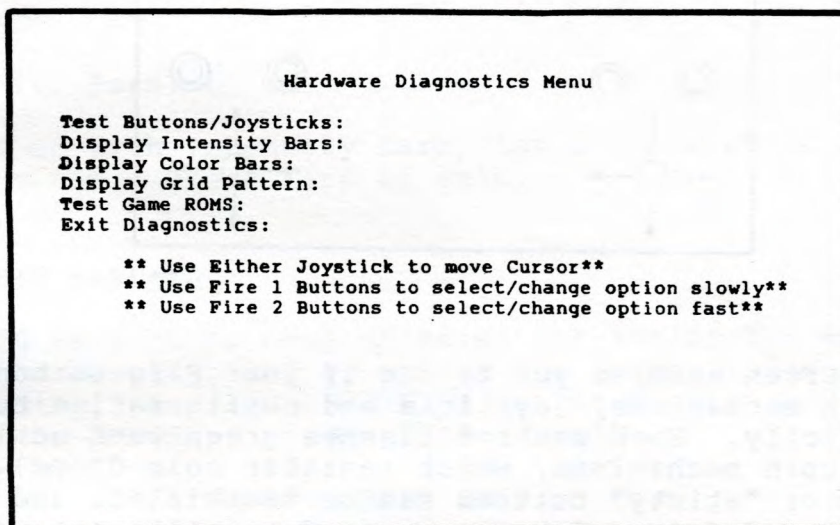 Hardware Diagnostics Menu
Test Buttons/Joysticks:
Display Intensity Bars:
Display Color Bars:
Display Grid Pattern:
Test Game ROMS:
Exit Diagnostics:
** Use Either Joystick to move Cursor**
** Use Fire 1 Buttons to select/change option slowly**
** Use Fire 2 Buttons to select/change option fast**